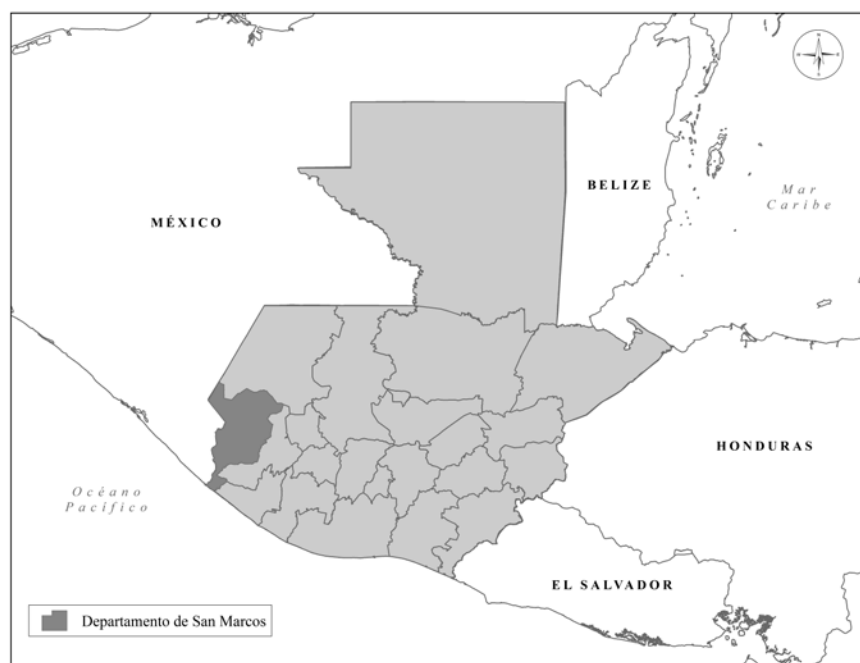 BELIZE
Mar
Caribe
MÉXICO
HONDURAS
Océano
Pacífico
EL SALVADOR
Departamento de San Marcos